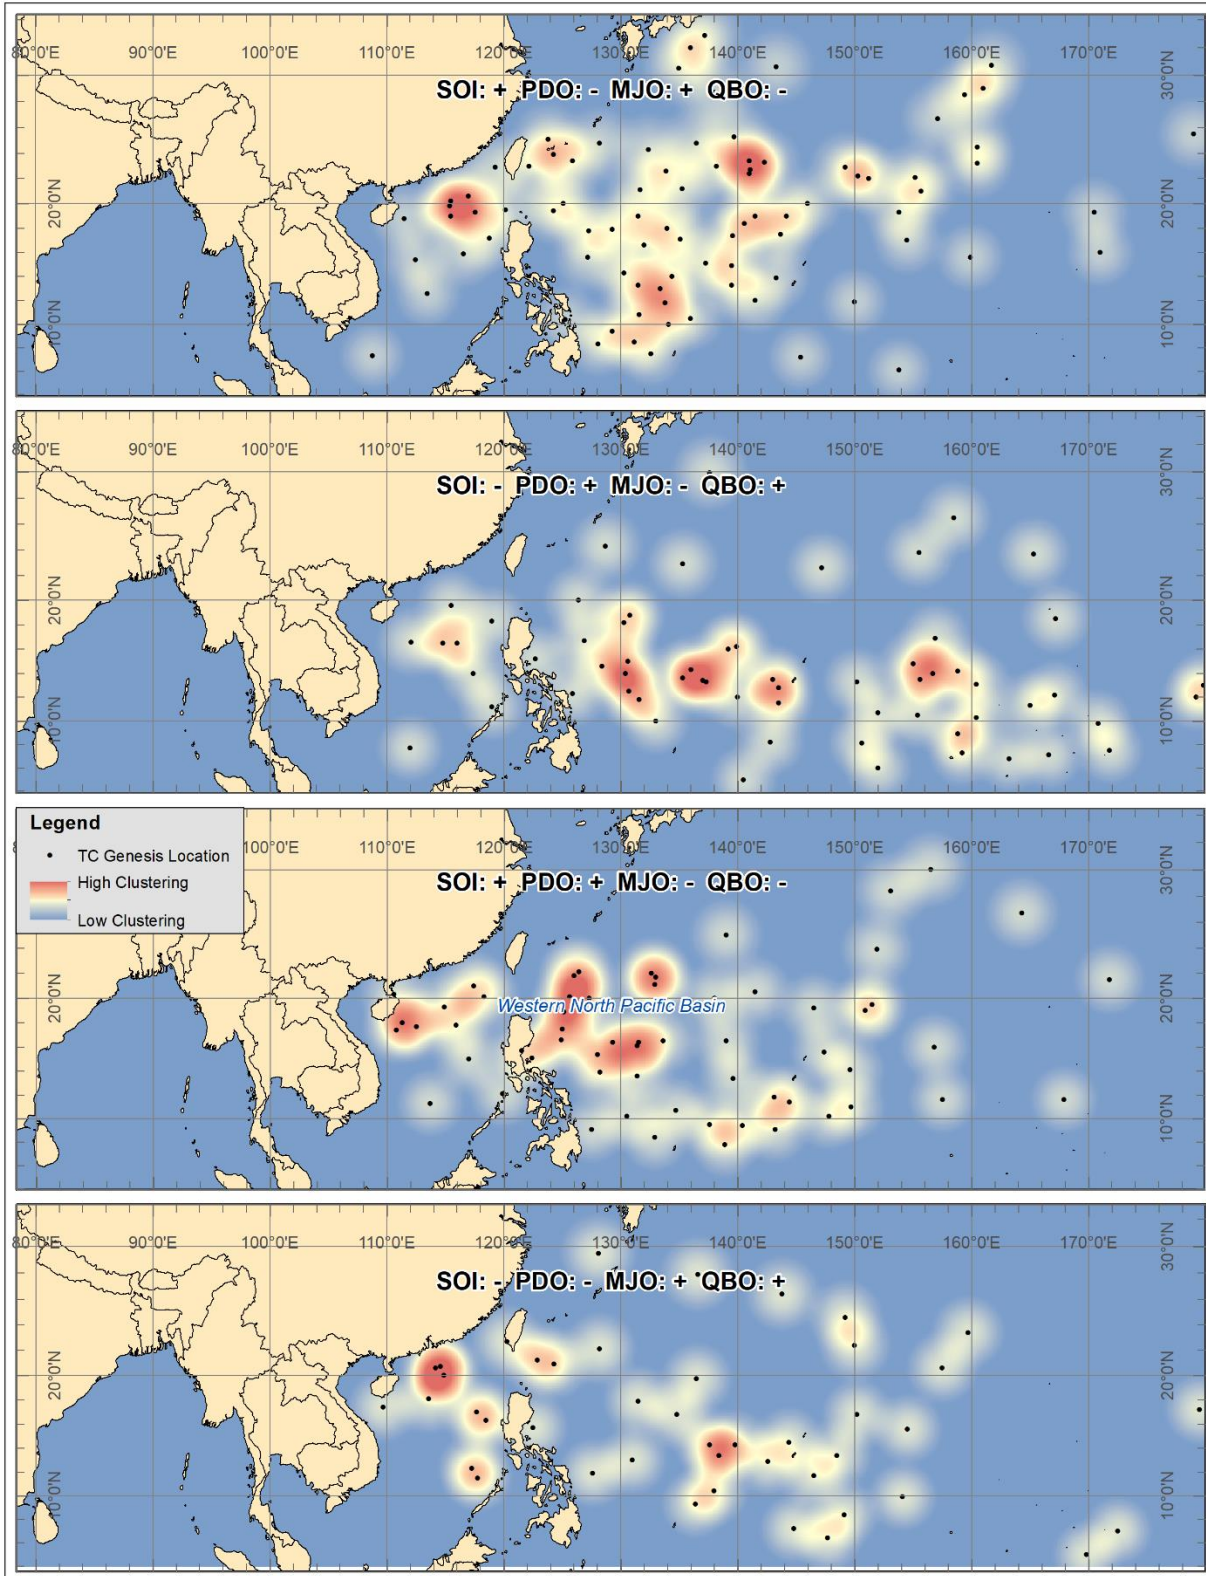 80°0'E 90°0'E 100°0'E 110°0'E 120°0'E 130°0'E 140°0'E 150°0'E 160°0'E 170°0'E
SOI: + PDO: - MJO: + QBO: -
30°0'N
20°0'N 20°0'N
10°0'N 10°0'N
80°0'E 90°0'E 100°0'E 110°0'E 120°0'E 130°0'E 140°0'E 150°0'E 160°0'E 170°0'E
SOI: - PDO: + MJO: - QBO: +
30°0'N
20°0'N 20°0'N
10°0'N 10°0'N
Legend
TC Genesis Location
High Clustering
Low Clustering
100°0'E 110°0'E 120°0'E 130°0'E 140°0'E 150°0'E 160°0'E 170°0'E
SOI: + PDO: + MJO: - QBO: -
30°0'N
Western North Pacific Basin
20°0'N 20°0'N
10°0'N 10°0'N
80°0'E 90°0'E 100°0'E 110°0'E 120°0'E 130°0'E 140°0'E 150°0'E 160°0'E 170°0'E
SOI: - PDO: - MJO: + QBO: +
30°0'N
20°0'N 20°0'N
10°0'N 10°0'N